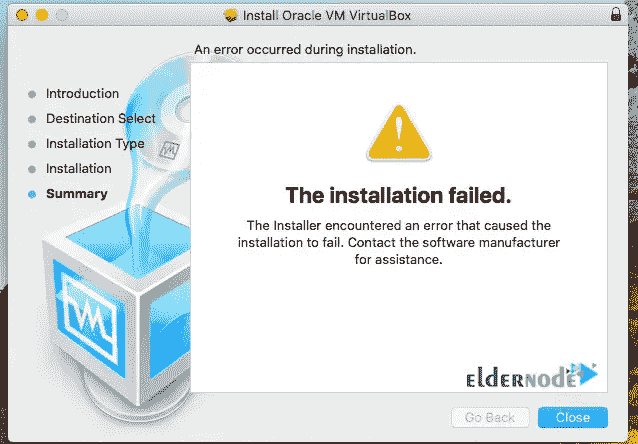 Install Oracle VM VirtualBox
An error occurred during installation.
Introduction
Destination Select
Installation Type
Installation
Summary
The installation failed.
The Installer encountered an error that caused the
installation to fail. Contact the software manufacturer
for assistance.
eldernode
Go Back
Close